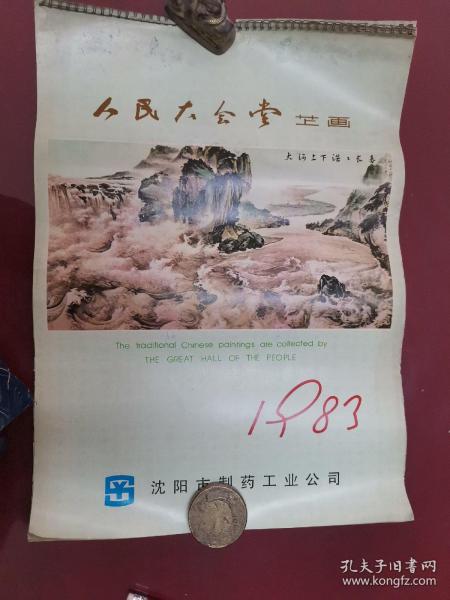 人民大会堂 芷画
大河上下浩浩长春
The traditional Chinese paintings are collected by
THE GREAT HALL OF THE PEOPLE
1983
沈阳市制药工业公司
孔夫子旧书网
www.kongfz.com